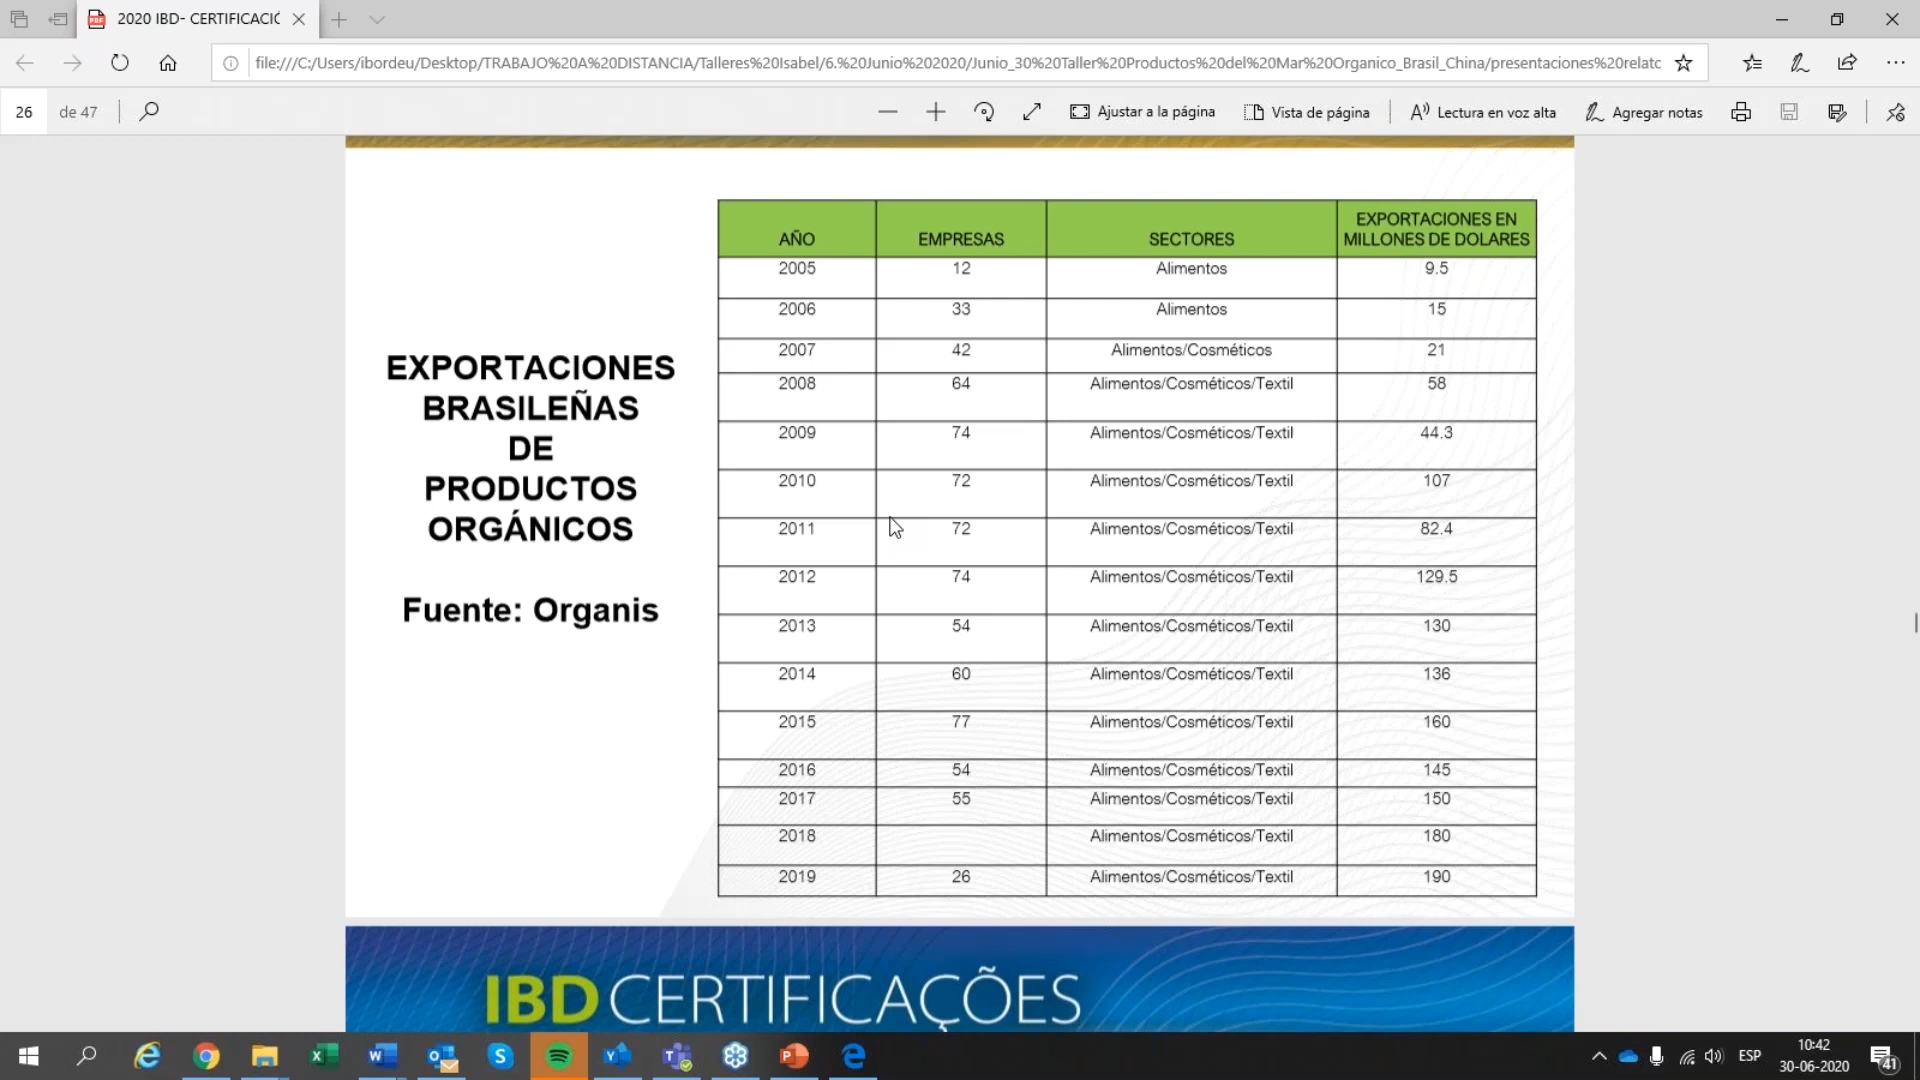 2020 IBD- CERTIFICACIÓ
file:///C:/Users/ibordeu/Desktop/TRABAJO%20A%20DISTANCIA/Talleres%20Isabel/6.%20Junio%202020/Junio_30%20Taller%20Productos%20del%20Mar%20Organico_Brasil_China/presentaciones%20relatc
26 de 47
Ajustar a la página
Vista de página
Lectura en voz alta
Agregar notas
EXPORTACIONES
BRASILEÑAS
DE
PRODUCTOS
ORGÁNICOS
Fuente: Organis
AÑO EMPRESAS SECTORES EXPORTACIONES EN MILLONES DE DOLARES
2005 12 Alimentos 9.5
2006 33 Alimentos 15
2007 42 Alimentos/Cosméticos 21
2008 64 Alimentos/Cosméticos/Textil 58
2009 74 Alimentos/Cosméticos/Textil 44.3
2010 72 Alimentos/Cosméticos/Textil 107
2011 72 Alimentos/Cosméticos/Textil 82.4
2012 74 Alimentos/Cosméticos/Textil 129.5
2013 54 Alimentos/Cosméticos/Textil 130
2014 60 Alimentos/Cosméticos/Textil 136
2015 77 Alimentos/Cosméticos/Textil 160
2016 54 Alimentos/Cosméticos/Textil 145
2017 55 Alimentos/Cosméticos/Textil 150
2018 Alimentos/Cosméticos/Textil 180
2019 26 Alimentos/Cosméticos/Textil 190
IBD CERTIFICAÇÕES
ESP
10:42
30-06-2020
41